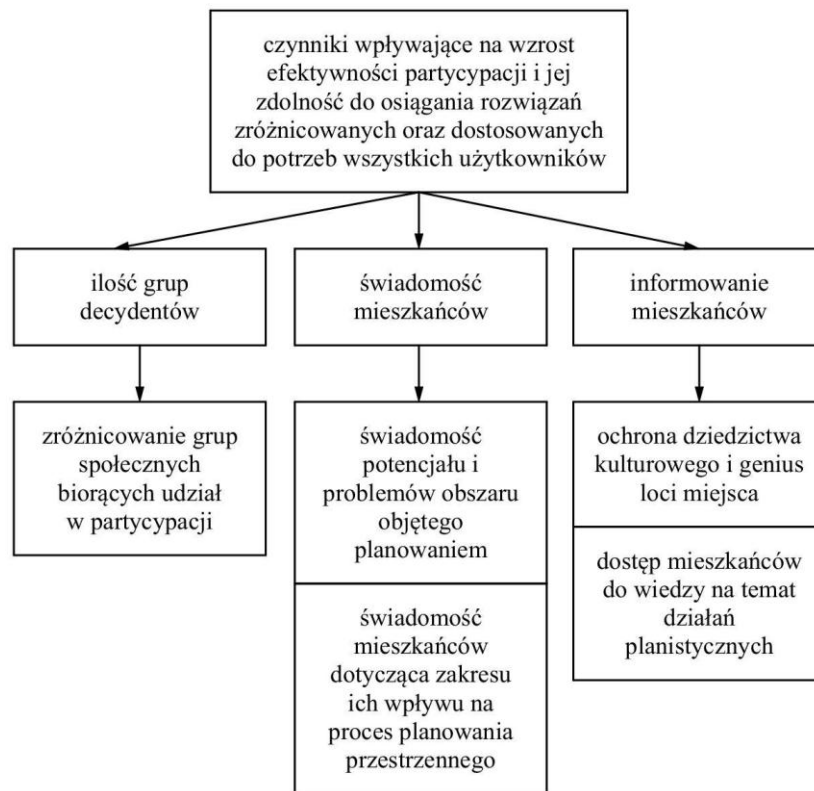 czynniki wpływające na wzrost
efektywności partycypacji i jej
zdolność do osiągania rozwiązań
zróżnicowanych oraz dostosowanych
do potrzeb wszystkich użytkowników
ilość grup
decydentów
świadomość
mieszkańców
informowanie
mieszkańców
zróżnicowanie grup
społecznych
biorących udział
w partycypacji
świadomość
potencjału i
problemów obszaru
objętego
planowaniem
świadomość
mieszkańców
dotycząca zakresu
ich wpływu na
proces planowania
przestrzennego
ochrona dziedzictwa
kulturowego i genius
loci miejsca
dostęp mieszkańców
do wiedzy na temat
działań
planistycznych